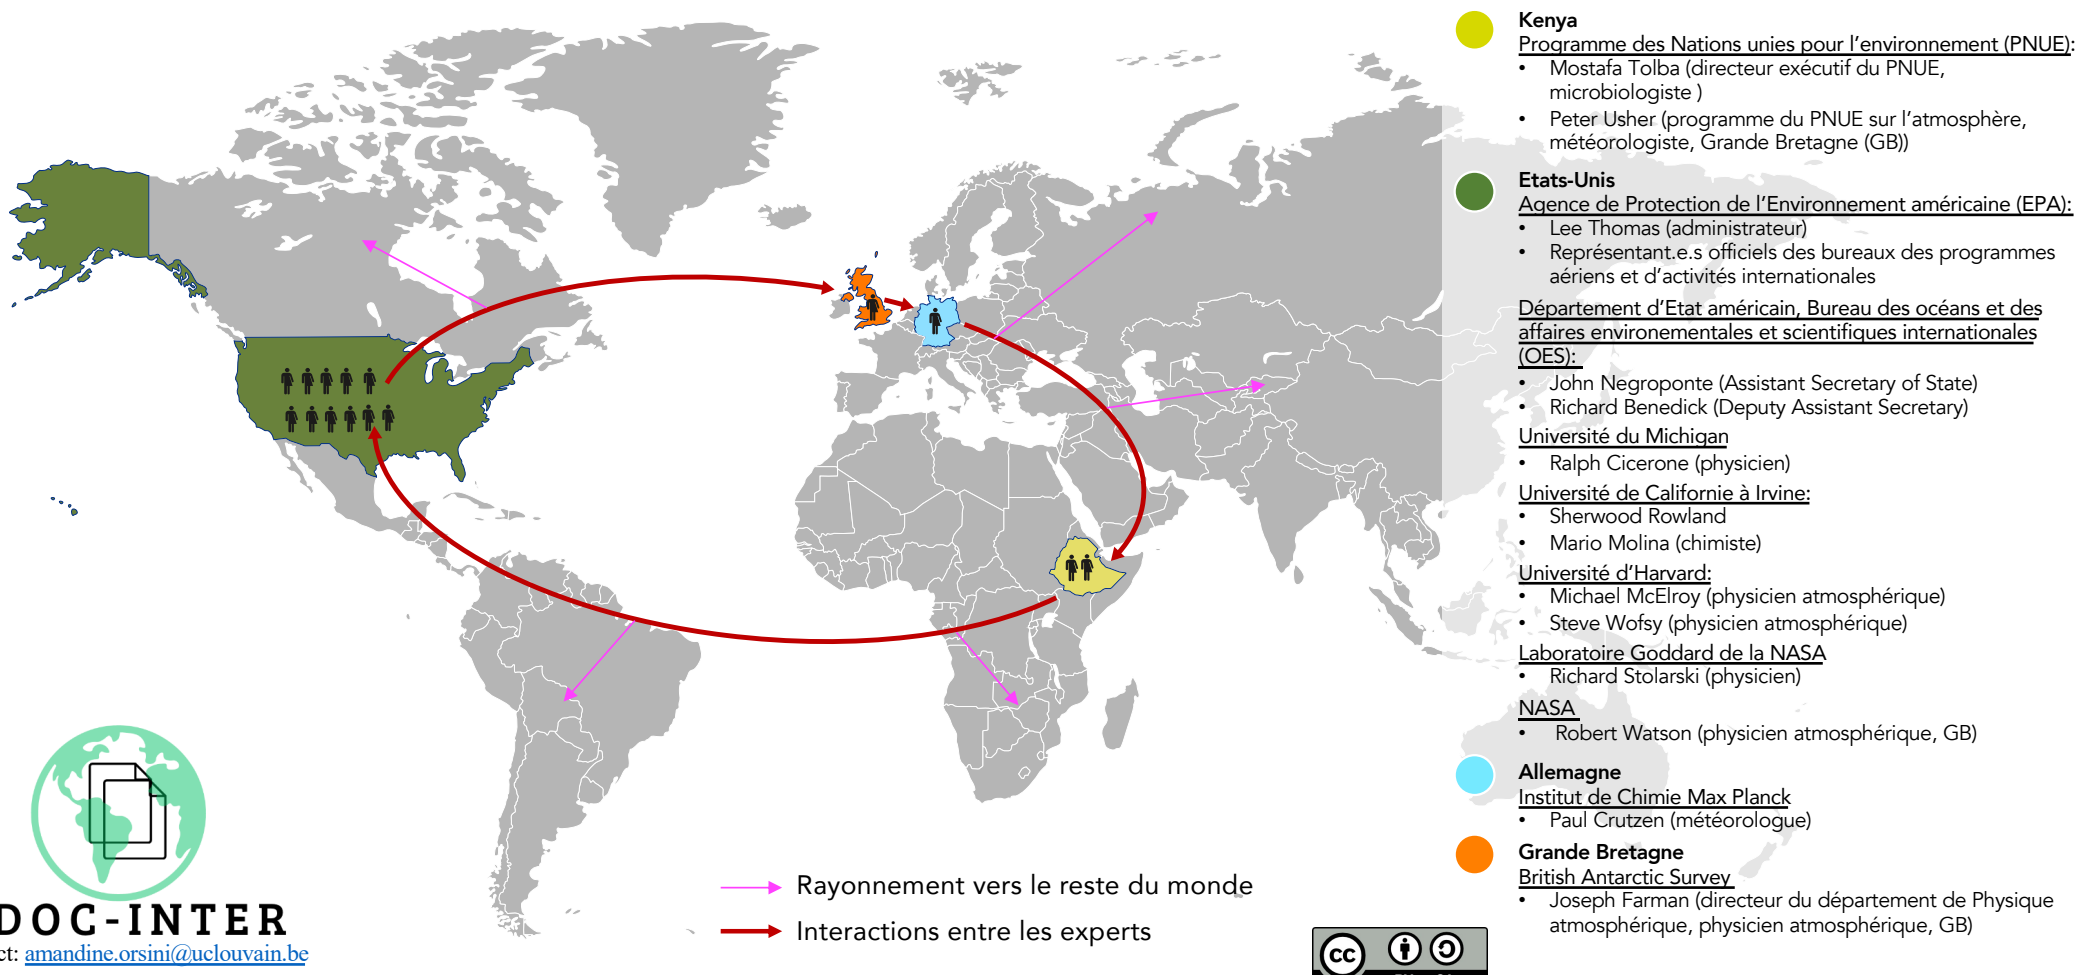 Kenya
Programme des Nations unies pour l'environnement (PNUE):
• Mostafa Tolba (directeur exécutif du PNUE,
microbiologiste )
• Peter Usher (programme du PNUE sur l'atmosphère,
météorologiste, Grande Bretagne (GB))
Etats-Unis
Agence de Protection de l'Environnement américaine (EPA):
• Lee Thomas (administrateur)
• Représentant.e.s officiels des bureaux des programmes
aériens et d'activités internationales
Département d'Etat américain, Bureau des océans et des
affaires environementales et scientifiques internationales
(OES):
• John Negroponte (Assistant Secretary of State)
• Richard Benedick (Deputy Assistant Secretary)
Université du Michigan
• Ralph Cicerone (physicien)
Université de Californie à Irvine:
• Sherwood Rowland
• Mario Molina (chimiste)
Université d'Harvard:
• Michael McElroy (physicien atmosphérique)
• Steve Wofsy (physicien atmosphérique)
Laboratoire Goddard de la NASA
• Richard Stolarski (physicien)
NASA
• Robert Watson (physicien atmosphérique, GB)
Allemagne
Institut de Chimie Max Planck
• Paul Crutzen (météorologue)
Grande Bretagne
British Antarctic Survey
• Joseph Farman (directeur du département de Physique
atmosphérique, physicien atmosphérique, GB)
Rayonnement vers le reste du monde
Interactions entre les experts
DOC-INTER
ct: amandine.orsini@uclouvain.be
cc